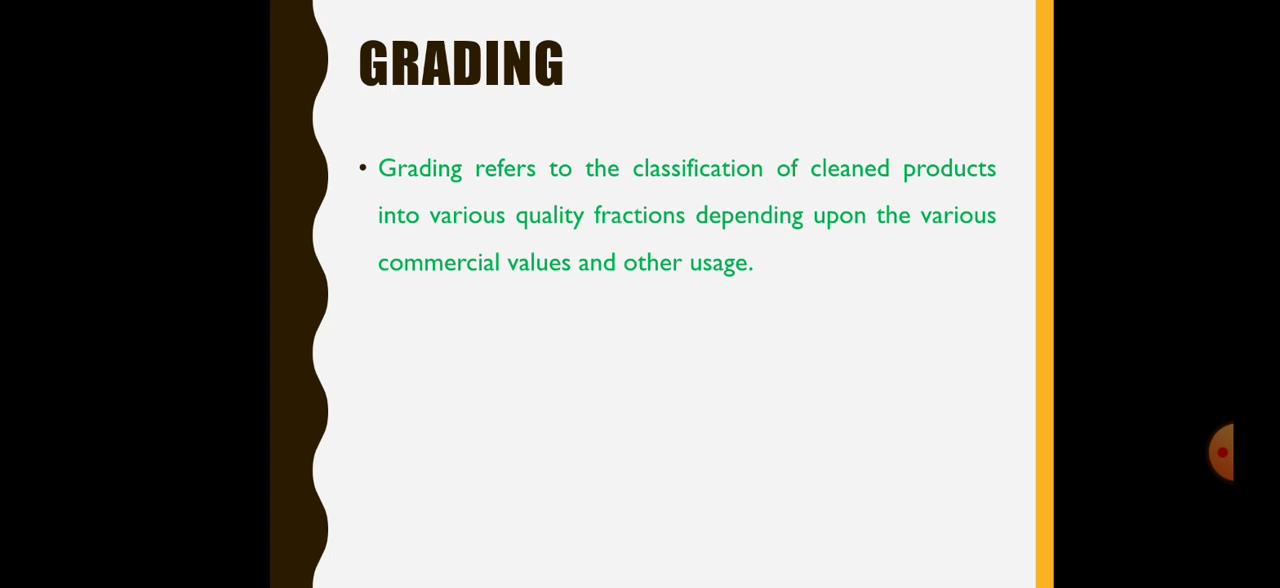 GRADING
• Grading refers to the classification of cleaned products
into various quality fractions depending upon the various
commercial values and other usage.